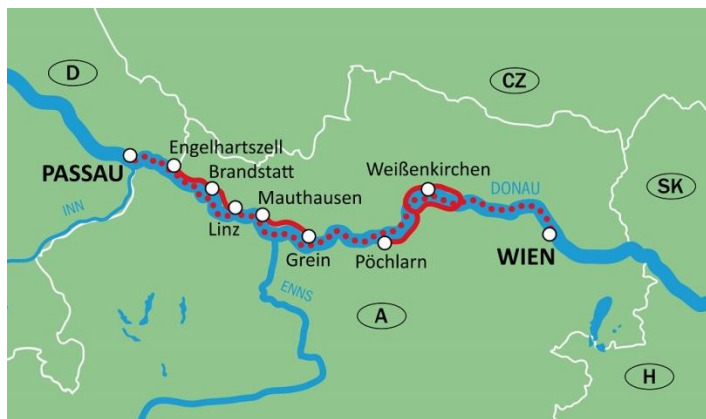 D
CZ
Engelhartszell
Brandstatt
PASSAU
Weißenkirchen
Mauthausen
DONAU
SK
INN
Linz
Grein
Pöchlarn
WIEN
ENNS
A
H